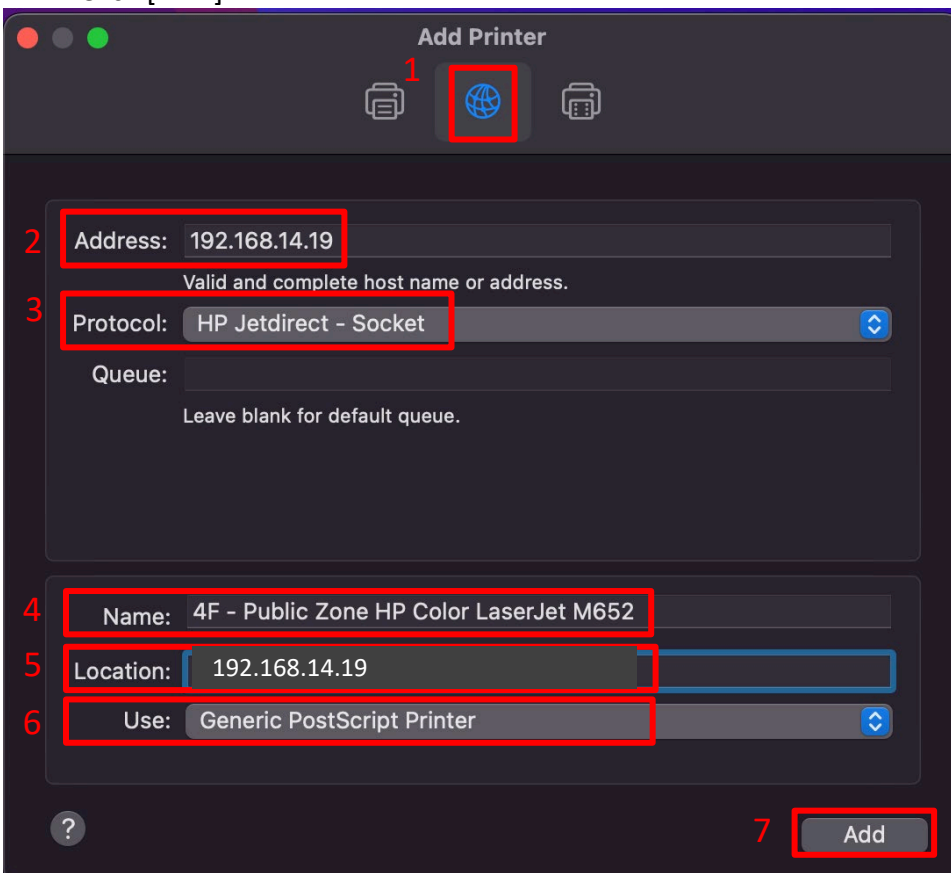 Add Printer
1
2 Address: 192.168.14.19
Valid and complete host name or address.
3 Protocol: HP Jetdirect - Socket
Queue:
Leave blank for default queue.
4 Name: 4F - Public Zone HP Color LaserJet M652
5 Location: 192.168.14.19
6 Use: Generic PostScript Printer
? 7 Add